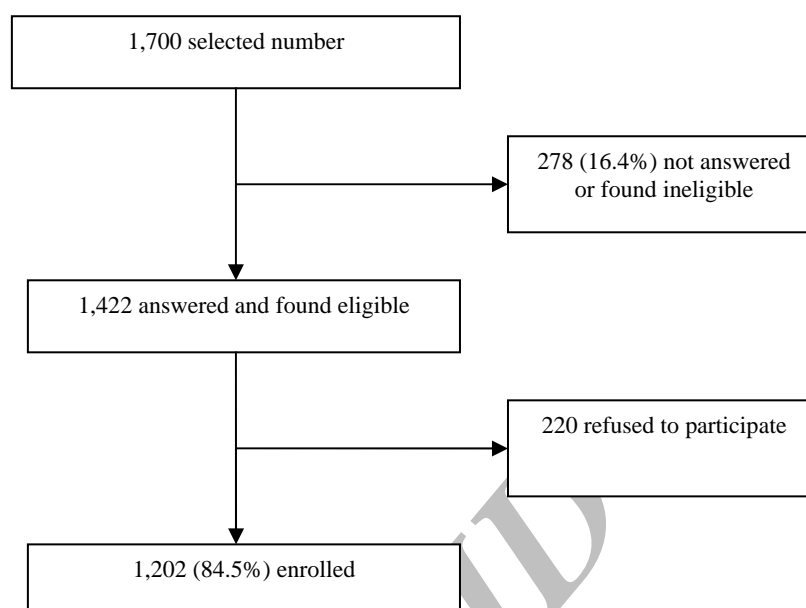 1,700 selected number
278 (16.4%) not answered
or found ineligible
1,422 answered and found eligible
220 refused to participate
1,202 (84.5%) enrolled